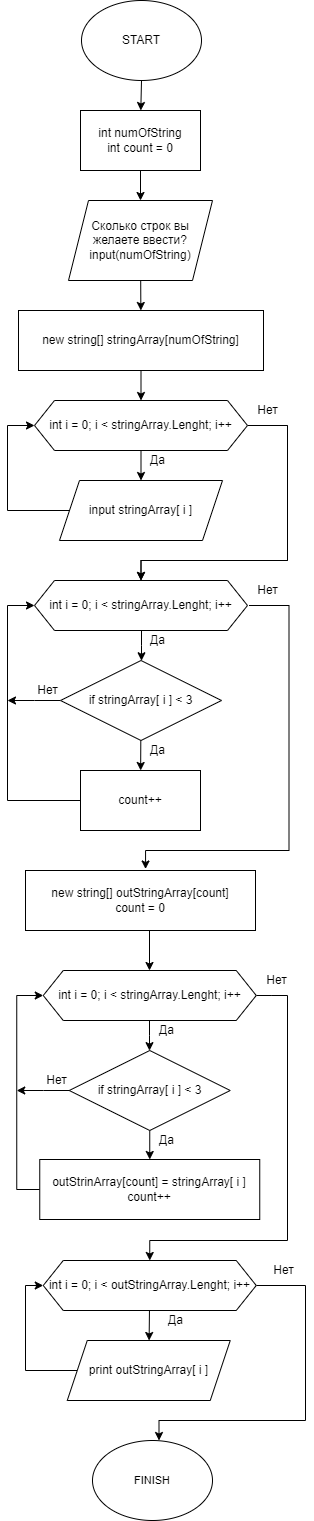 START
int numOfString
int count = 0
Сколько строк вы
желаете ввести?
input(numOfString)
new string[] stringArray[numOfString]
int i = 0; i < stringArray.Lenght; i++
Нет
Да
input stringArray[ i ]
int i = 0; i < stringArray.Lenght; i++
Нет
Да
if stringArray[ i ] < 3
Нет
Да
count++
new string[] outStringArray[count]
count = 0
int i = 0; i < stringArray.Lenght; i++
Нет
Да
if stringArray[ i ] < 3
Нет
Да
outStrinArray[count] = stringArray[ i ]
count++
int i = 0; i < outStringArray.Lenght; i++
Нет
Да
print outStringArray[ i ]
FINISH